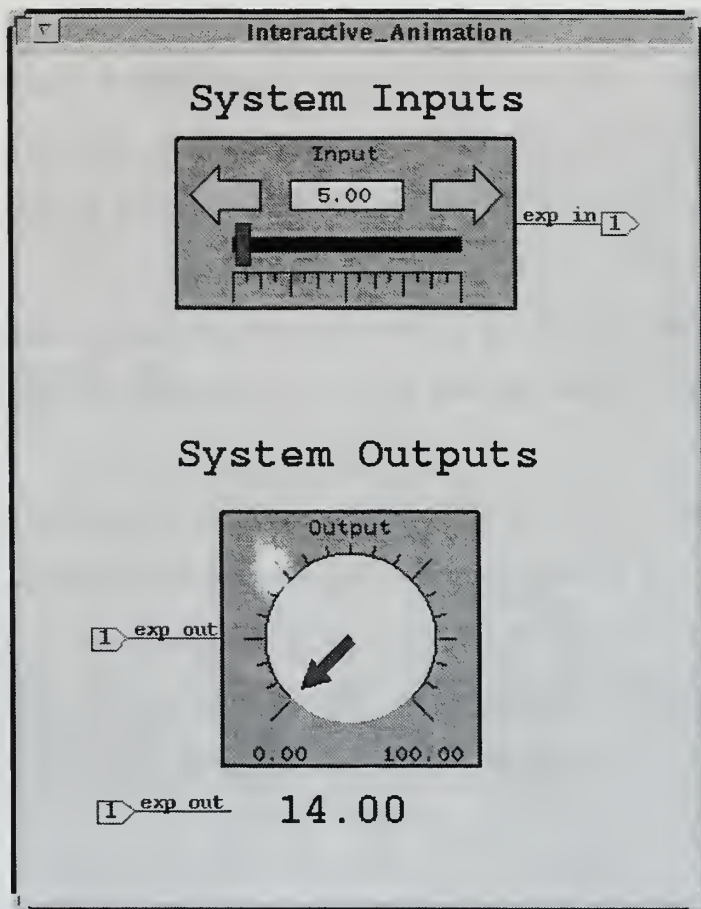 Interactive_Animation
System Inputs
Input
5.00
exp in 1
System Outputs
Output
1 exp out
0.00 100.00
1 exp out 14.00